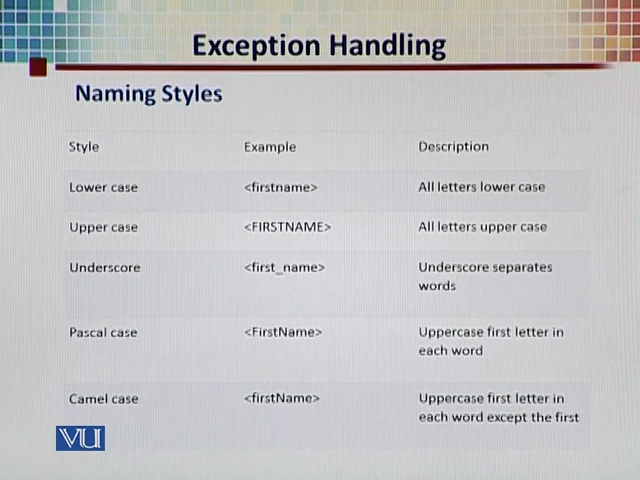 Exception Handling
Naming Styles
Style Example Description
Lower case <firstname> All letters lower case
Upper case <FIRSTNAME> All letters upper case
Underscore <first_name> Underscore separates
words
Pascal case <FirstName> Uppercase first letter in
each word
Camel case <firstName> Uppercase first letter in
each word except the first
VU